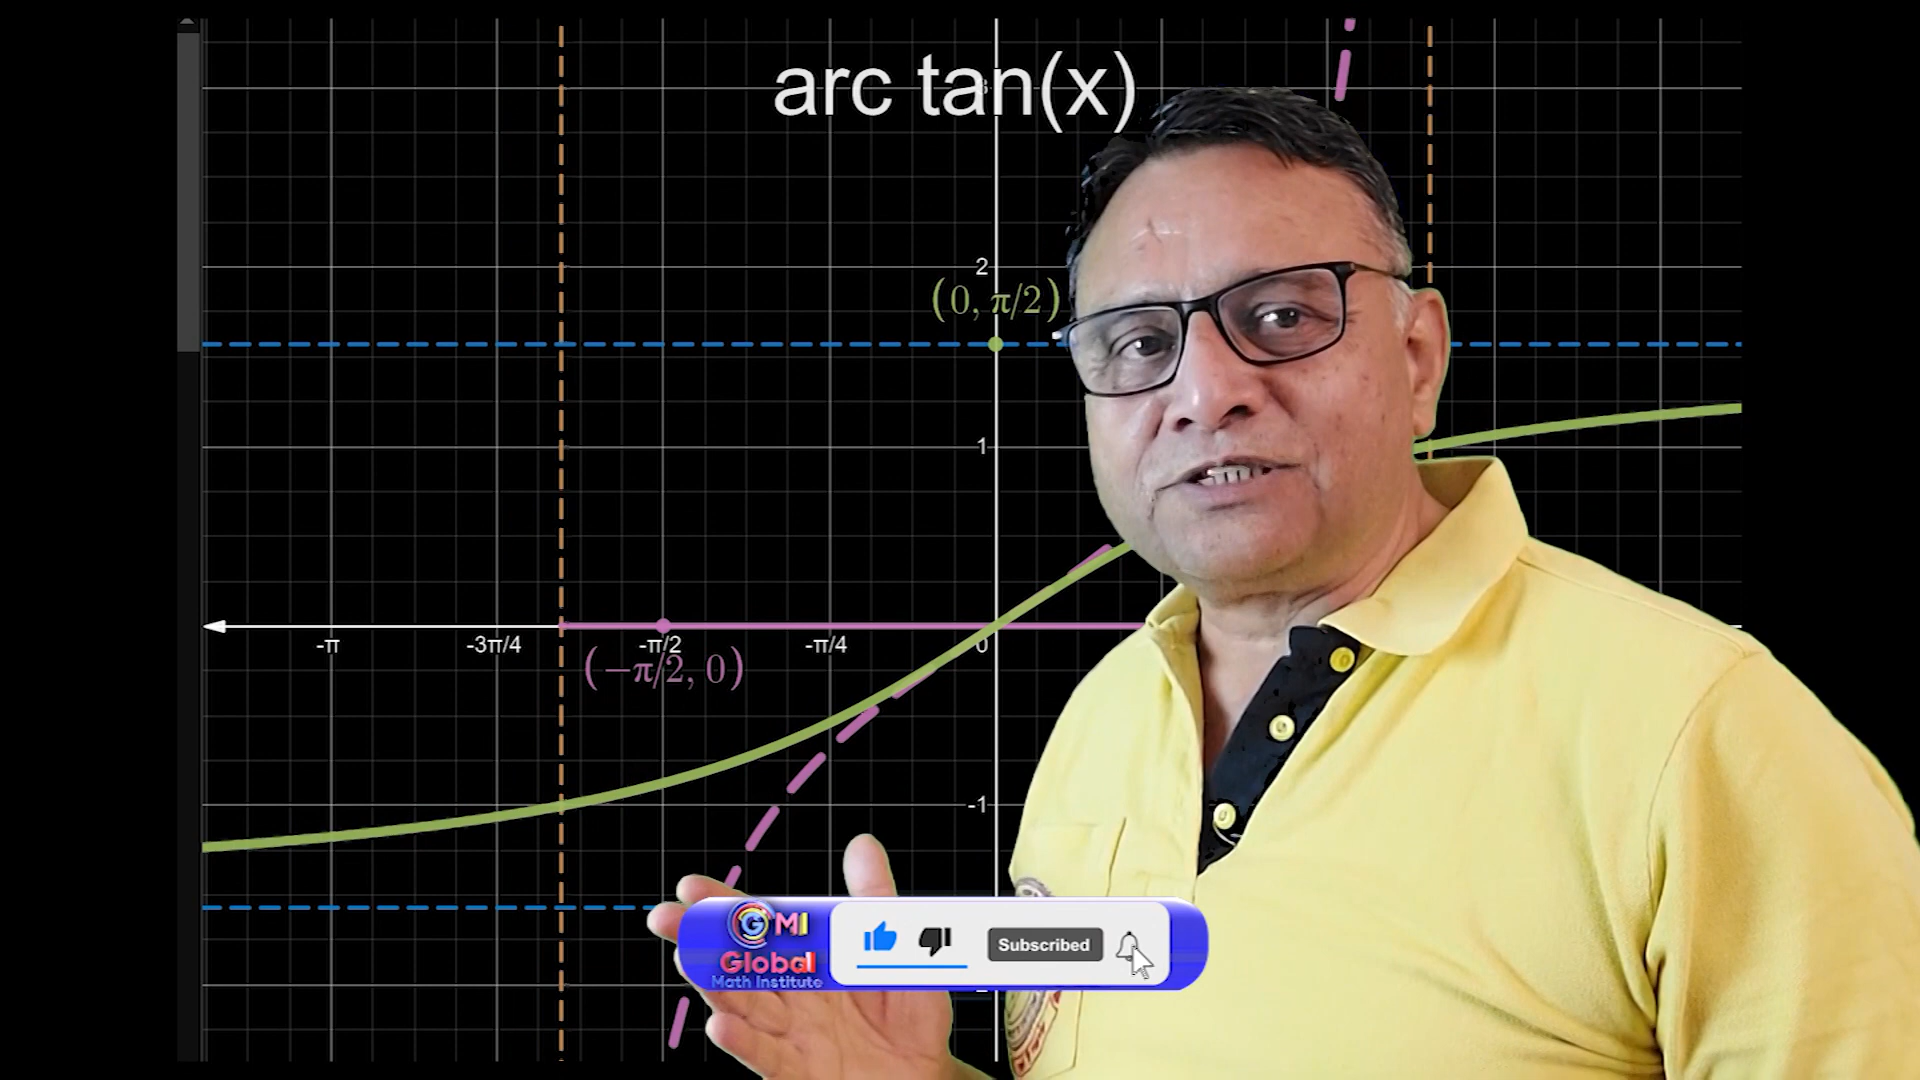 arc tan(x)
2
(0, π/2)
1
-π
-3π/4
-π/2
-π/4
0
(−π/2, 0)
-1
GMI
Global
Math Institute
Subscribed